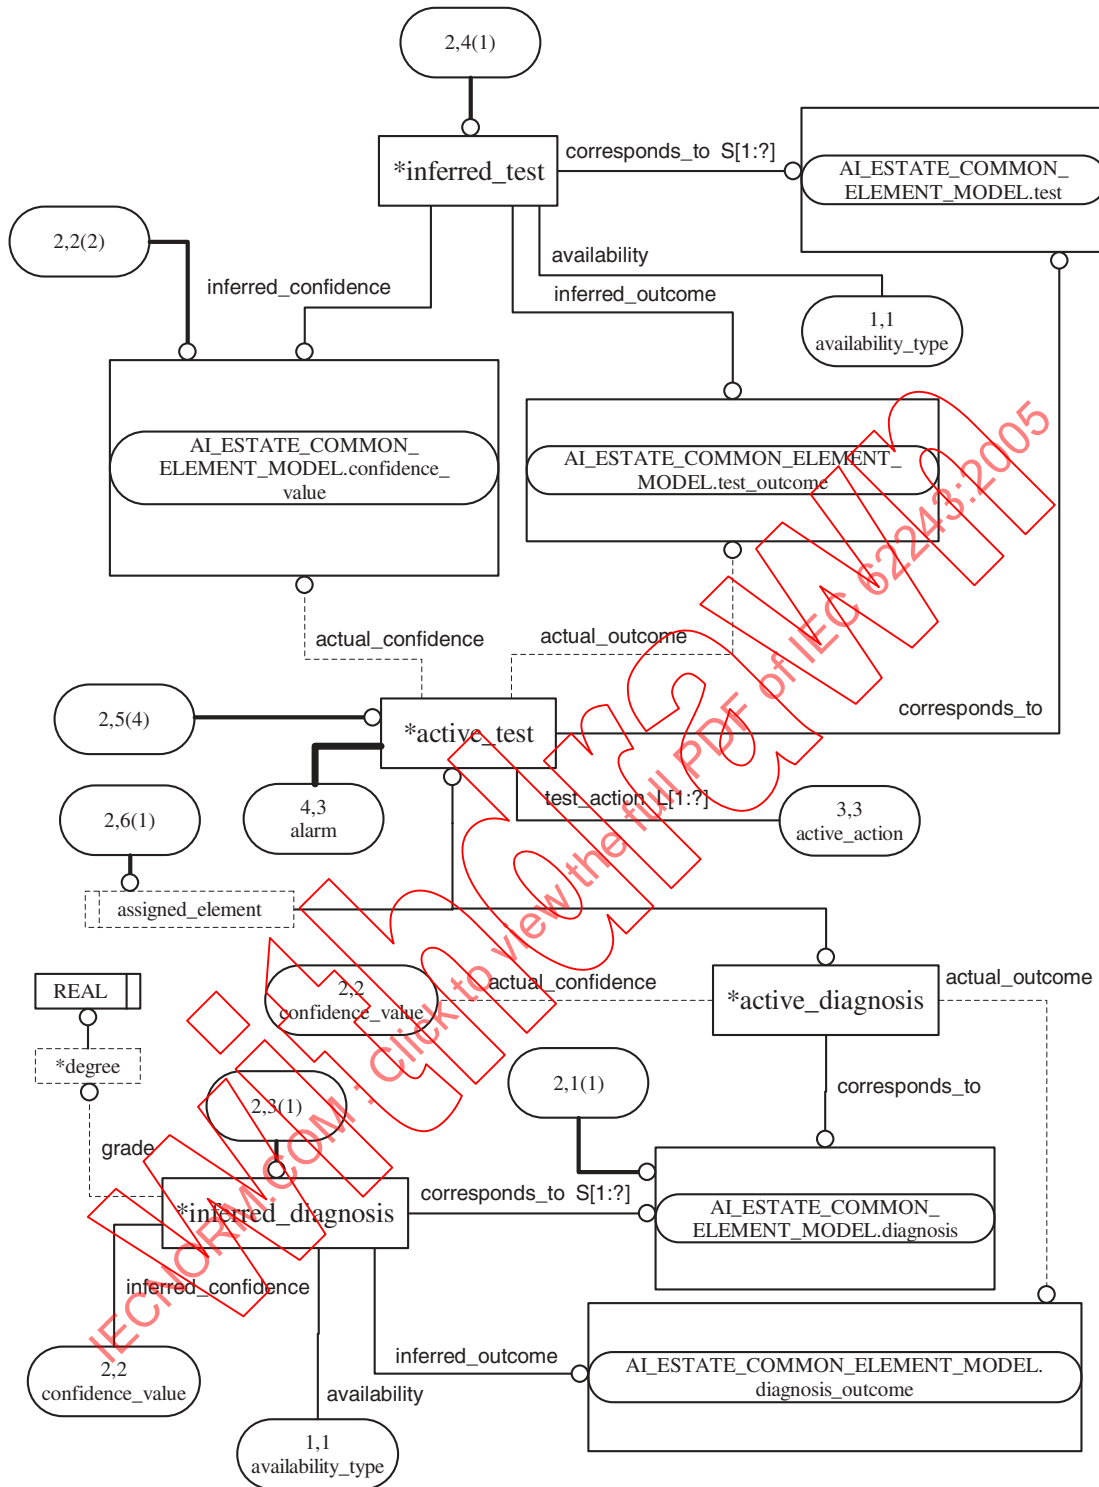 2,4(1)
*inferred_test
corresponds_to S[1:?]
AI_ESTATE_COMMON_
ELEMENT_MODEL.test
2,2(2)
inferred_confidence
availability
inferred_outcome
1,1
availability_type
AI_ESTATE_COMMON_
ELEMENT_MODEL.confidence_
value
AI_ESTATE_COMMON_ELEMENT_
MODEL.test_outcome
actual_confidence
actual_outcome
2,5(4)
*active_test
corresponds_to
4,3
alarm
test_action L[1:?]
3,3
active_action
2,6(1)
assigned_element
REAL
*degree
grade
2,2
confidence_value
actual_confidence
*active_diagnosis
actual_outcome
2,3(1)
2,1(1)
corresponds_to
*inferred_diagnosis
corresponds_to S[1:?]
AI_ESTATE_COMMON_
ELEMENT_MODEL.diagnosis
inferred_confidence
2,2
confidence_value
availability
1,1
availability_type
inferred_outcome
AI_ESTATE_COMMON_ELEMENT_MODEL.
diagnosis_outcome
Withdrawn
IECNORM.COM : Click to view the full PDF of IEC 62243:2005